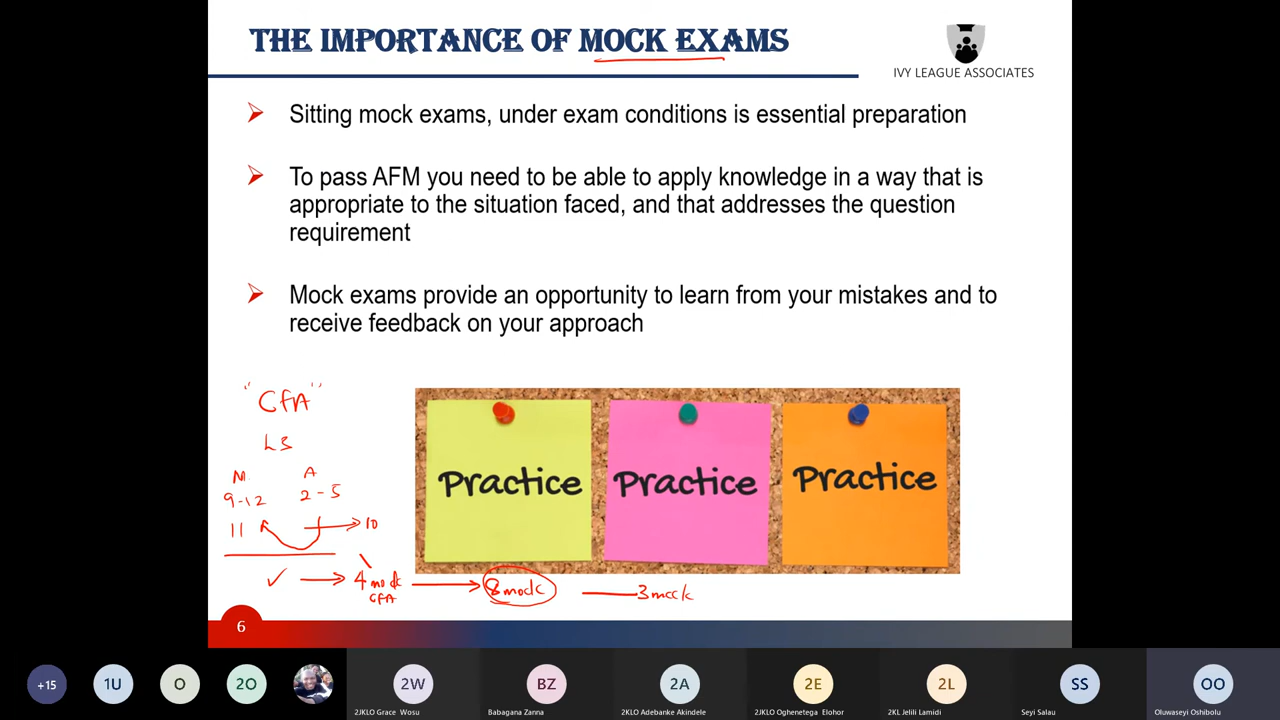 THE IMPORTANCE OF MOCK EXAMS
IVY LEAGUE ASSOCIATES
Sitting mock exams, under exam conditions is essential preparation
To pass AFM you need to be able to apply knowledge in a way that is
appropriate to the situation faced, and that addresses the question
requirement
Mock exams provide an opportunity to learn from your mistakes and to
receive feedback on your approach
"CFA"
L3
M A
9-12 2-5
11 10
4 mock 8 mock 3 mock
CFA
Practice Practice Practice
6
+15 1U O 2O 2W BZ 2A 2E 2L SS OO
2JKLO Grace Wosu Babagana Zanna 2KLO Adebanke Akindele 2JKLO Oghenetega Elohor 2KL Jelili Lamidi Seyi Salau Oluwaseyi Oshibolu